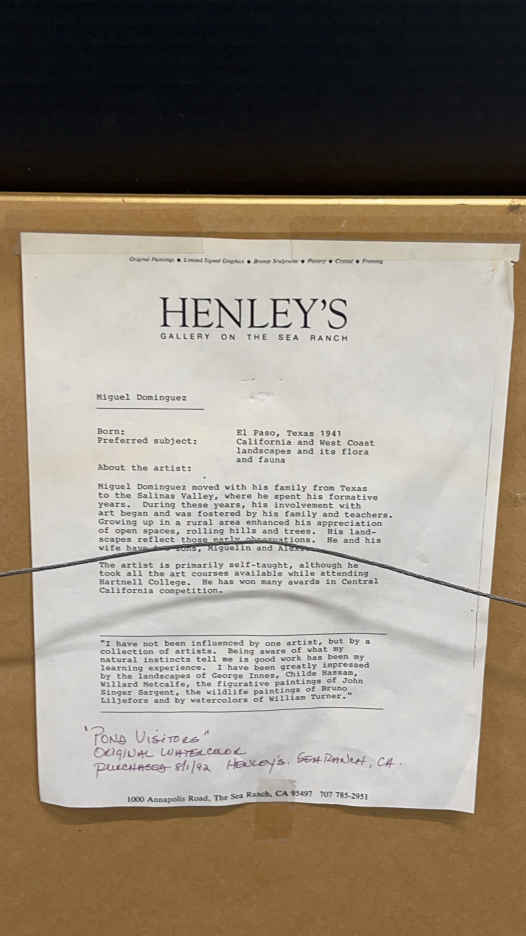 Original Paintings ● Limited Signed Graphics ● Bronze Sculptures ● Pottery ● Crystal ● Framing
HENLEY'S
GALLERY ON THE SEA RANCH
Miguel Dominguez
Born: El Paso, Texas 1941
Preferred subject: California and West Coast
landscapes and its flora
and fauna
About the artist:
Miguel Dominguez moved with his family from Texas
to the Salinas Valley, where he spent his formative
years. During these years, his involvement with
art began and was fostered by his family and teachers.
Growing up in a rural area enhanced his appreciation
of open spaces, rolling hills and trees. His land-
scapes reflect those early observations. He and his
wife have two sons, Miguelin and
The artist is primarily self-taught, although he
took all the art courses available while attending
Hartnell College. He has won many awards in Central
California competition.
"I have not been influenced by one artist, but by a
collection of artists. Being aware of what my
natural instincts tell me is good work has been my
learning experience. I have been greatly impressed
by the landscapes of George Innes, Childe Hassam,
Willard Metcalfe, the figurative paintings of John
Singer Sargent, the wildlife paintings of Bruno
Liljefors and by watercolors of William Turner."
"POND VISITORS"
ORIGINAL WATERCOLOR
PURCHASED 8/1/92 HENLEY'S. SEA RANCH, CA.
1000 Annapolis Road, The Sea Ranch, CA 95497 707 785-2951